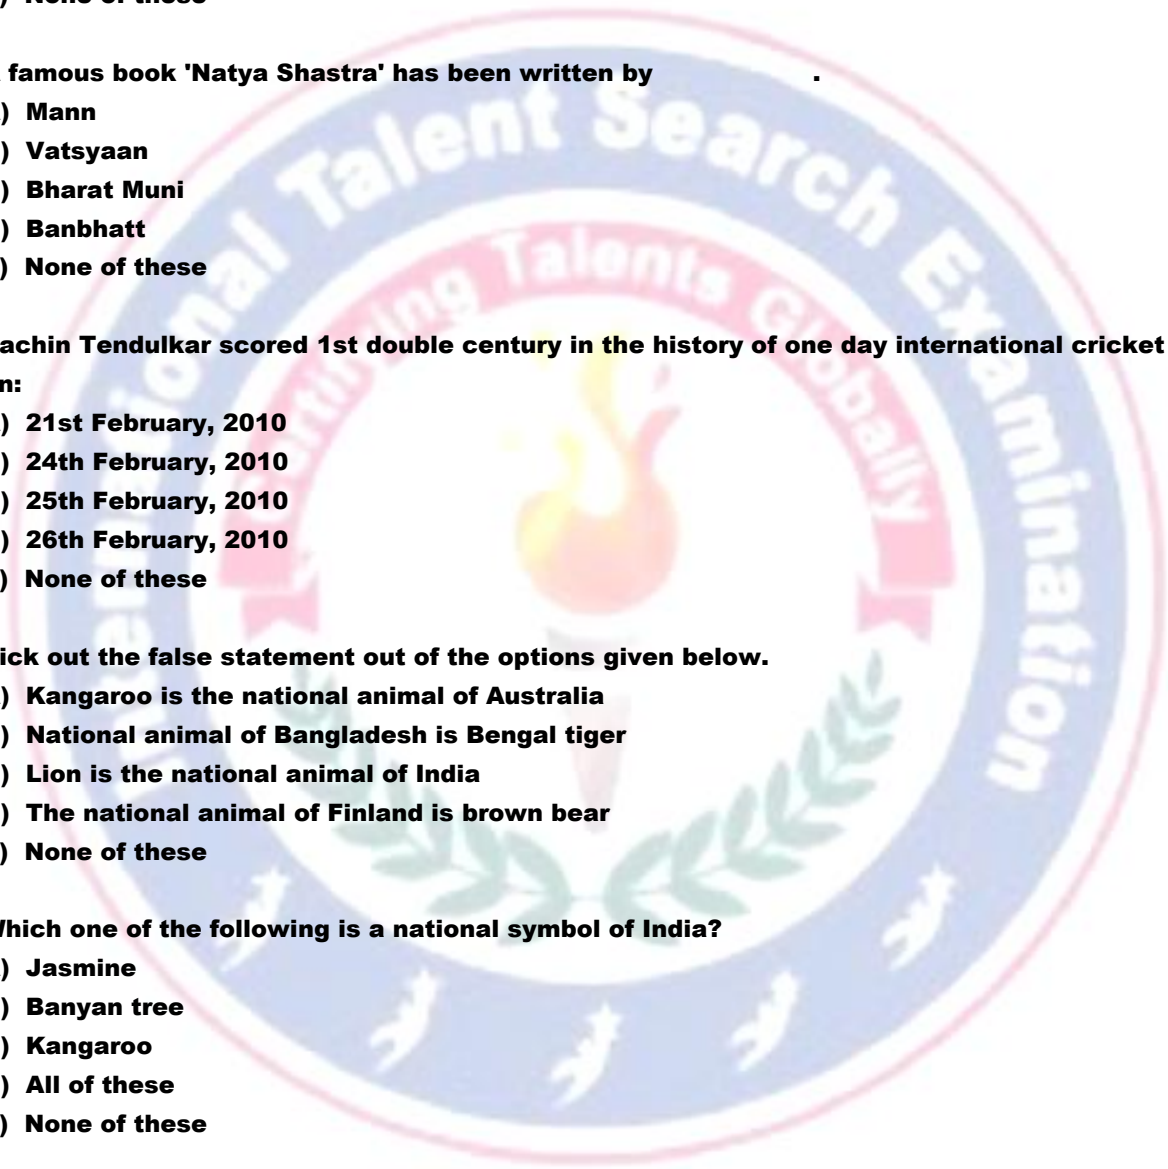 ) None of these
famous book 'Natya Shastra' has been written by .
) Mann
) Vatsyaan
) Bharat Muni
) Banbhatt
) None of these
achin Tendulkar scored 1st double century in the history of one day international cricket
n:
) 21st February, 2010
) 24th February, 2010
) 25th February, 2010
) 26th February, 2010
) None of these
ick out the false statement out of the options given below.
) Kangaroo is the national animal of Australia
) National animal of Bangladesh is Bengal tiger
) Lion is the national animal of India
) The national animal of Finland is brown bear
) None of these
Which one of the following is a national symbol of India?
) Jasmine
) Banyan tree
) Kangaroo
) All of these
) None of these
International Talent Search Examination
Talents Globally